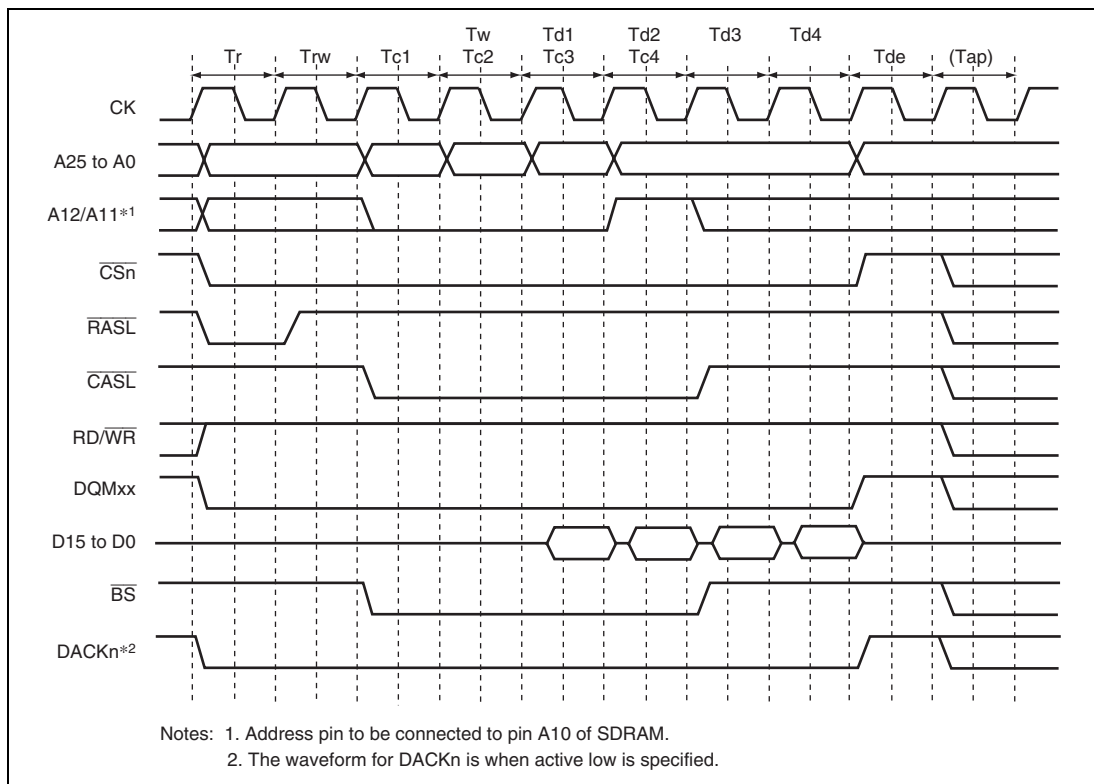 Tw Td1 Td2 Td3 Td4
Tr Trw Tc1 Tc2 Tc3 Tc4 Tde (Tap)
CK
A25 to A0
A12/A11*1
CSn
RASL
CASL
RD/WR
DQMxx
D15 to D0
BS
DACKn*2
Notes: 1. Address pin to be connected to pin A10 of SDRAM.
2. The waveform for DACKn is when active low is specified.